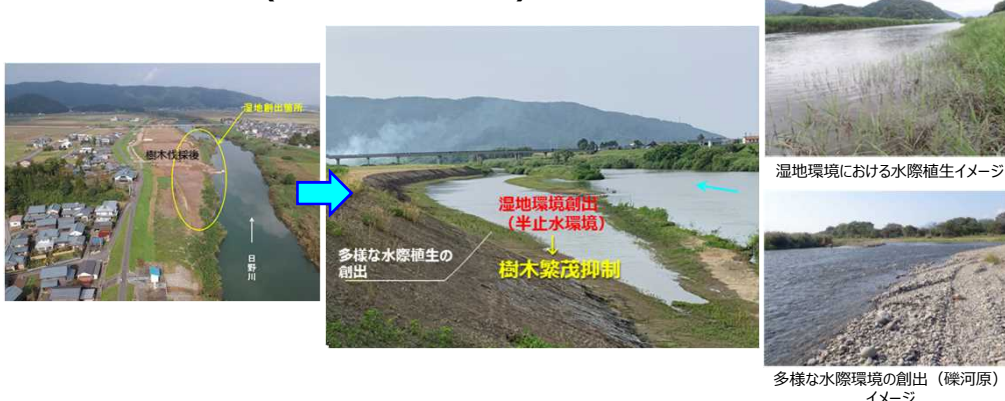 湿地創出箇所
樹木伐採後
日野川
湿地環境創出
（半止水環境）
↓
樹木繁茂抑制
多様な水際植生の
創出
湿地環境における水際植生イメージ
多様な水際環境の創出（礫河原）
イメージ